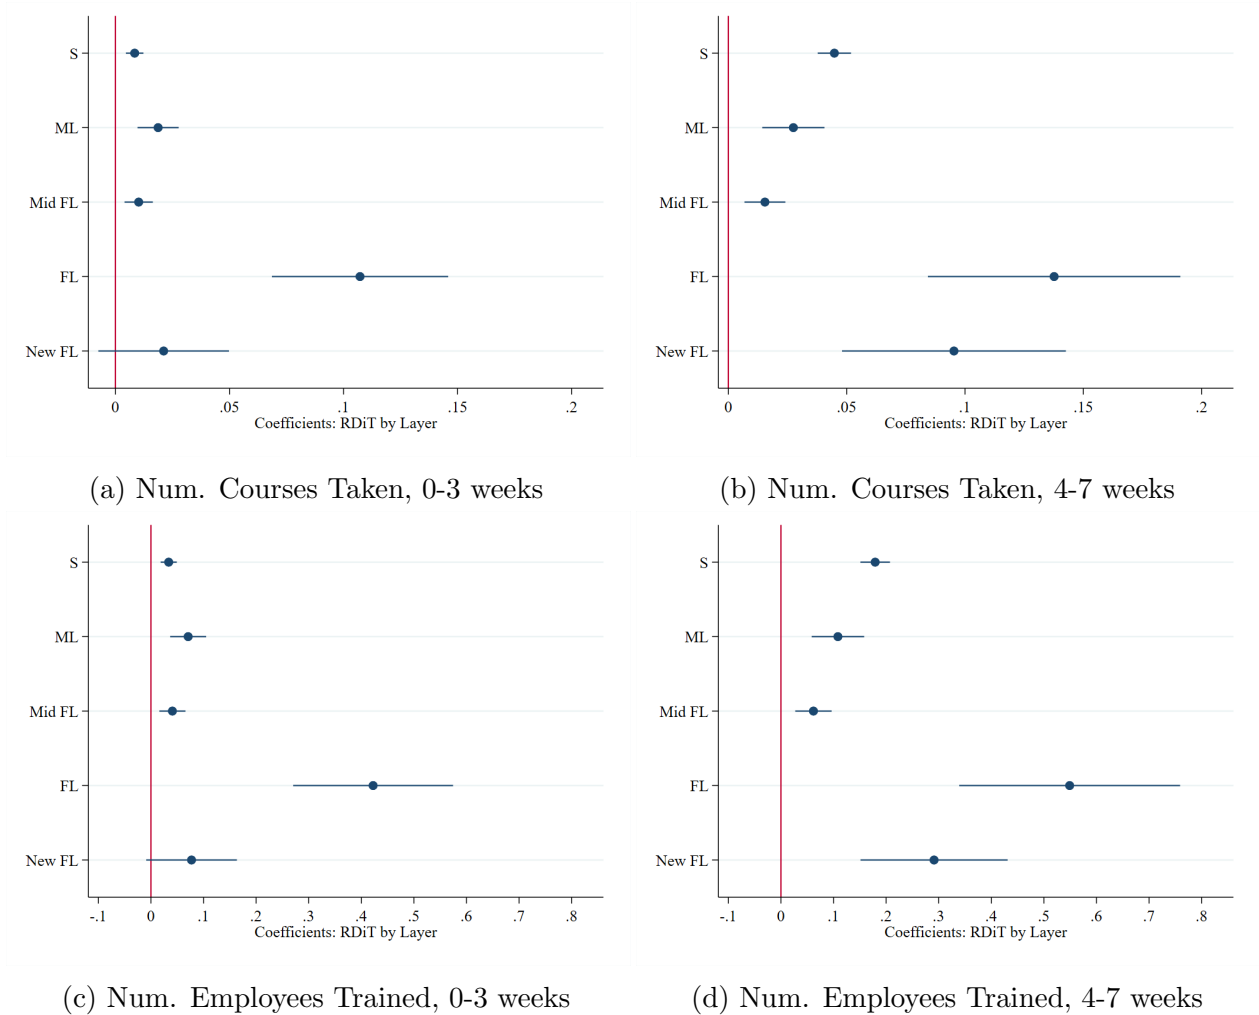 S
ML
Mid FL
FL
New FL
0 .05 .1 .15 .2
Coefficients: RDiT by Layer
(a) Num. Courses Taken, 0-3 weeks
S
ML
Mid FL
FL
New FL
0 .05 .1 .15 .2
Coefficients: RDiT by Layer
(b) Num. Courses Taken, 4-7 weeks
S
ML
Mid FL
FL
New FL
-.1 0 .1 .2 .3 .4 .5 .6 .7 .8
Coefficients: RDiT by Layer
(c) Num. Employees Trained, 0-3 weeks
S
ML
Mid FL
FL
New FL
-.1 0 .1 .2 .3 .4 .5 .6 .7 .8
Coefficients: RDiT by Layer
(d) Num. Employees Trained, 4-7 weeks